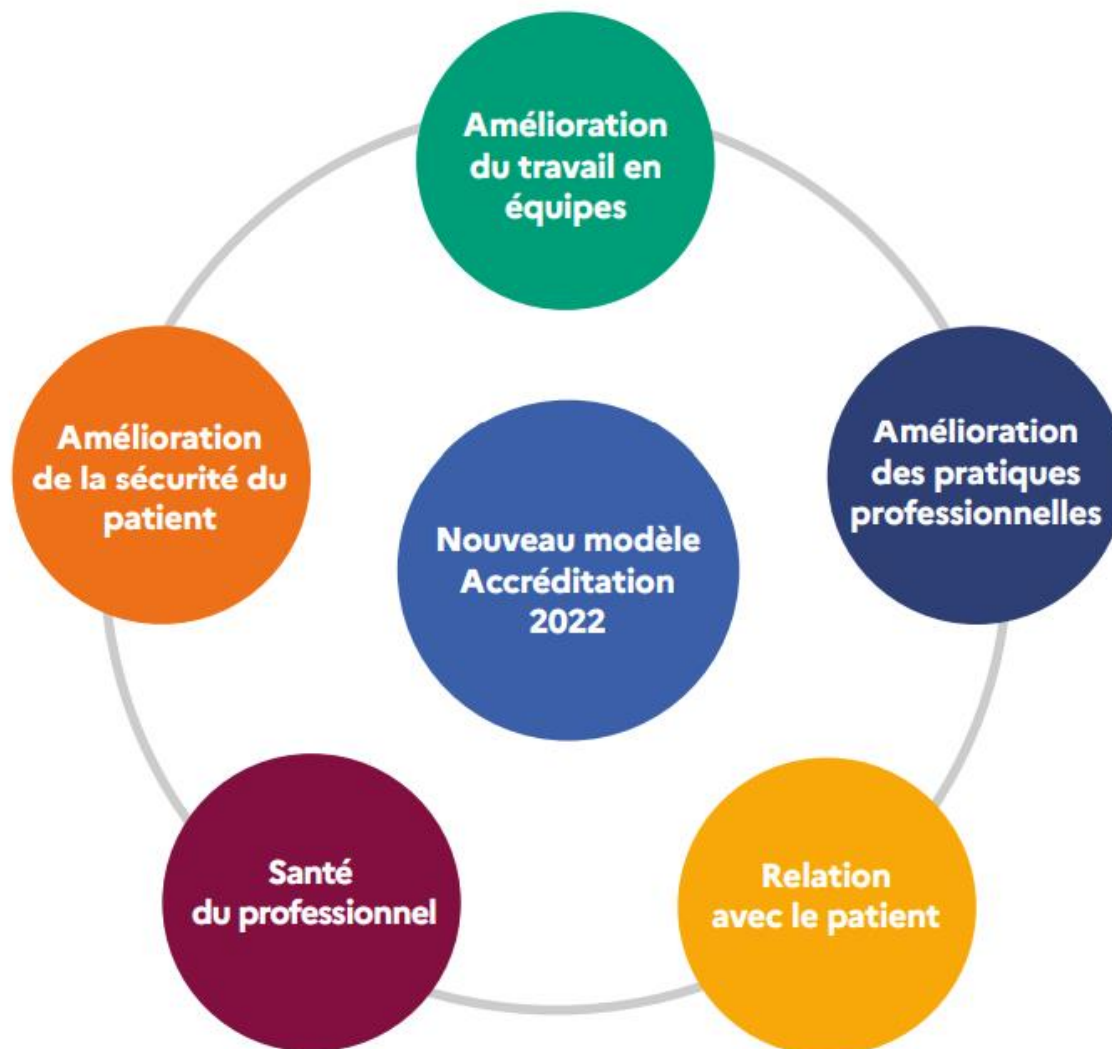 Amélioration
du travail en
équipes
Amélioration
de la sécurité du
patient
Amélioration
des pratiques
professionnelles
Nouveau modèle
Accréditation
2022
Santé
du professionnel
Relation
avec le patient